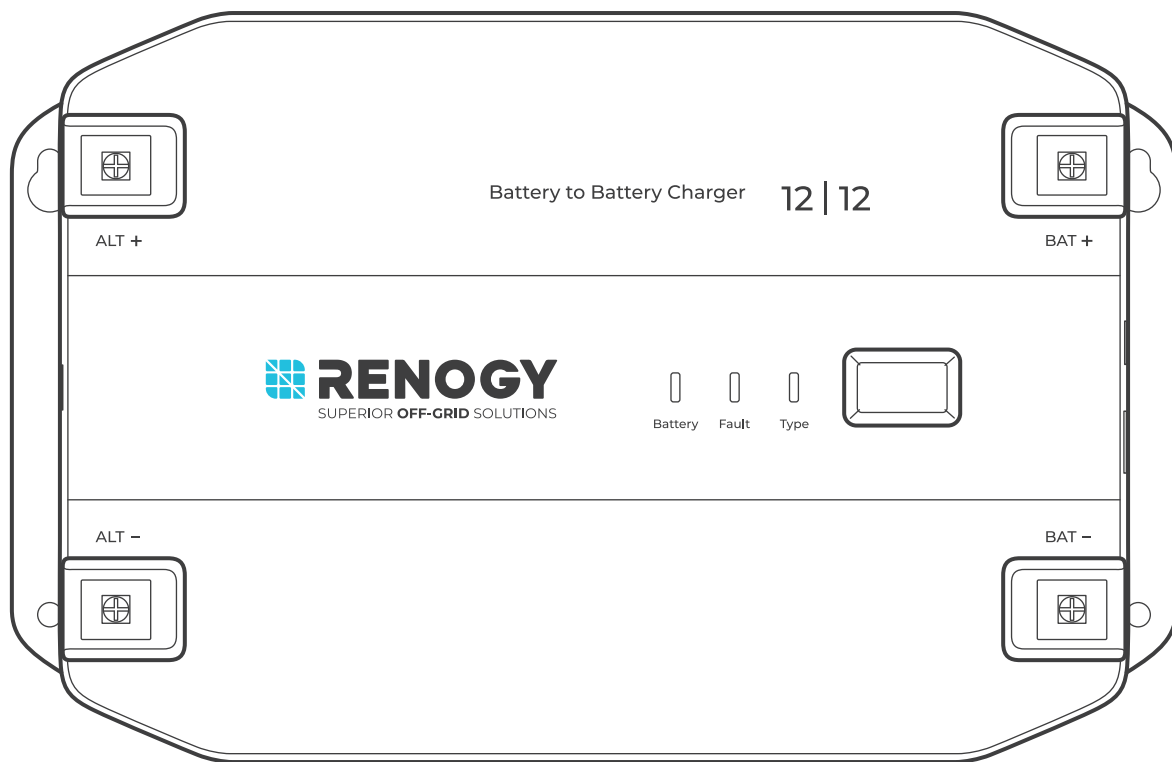 Battery to Battery Charger 12 | 12
ALT +
BAT +
RENOGY
SUPERIOR OFF-GRID SOLUTIONS
Battery Fault Type
ALT −
BAT −